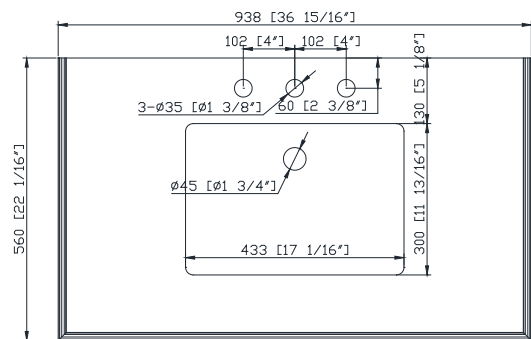 938 [36 15/16"]
102 [4"]
102 [4"]
3-Ø35 [Ø1 3/8"]
60 [2 3/8"]
130 [5 1/8"]
Ø45 [Ø1 3/4"]
560 [22 1/16"]
433 [17 1/16"]
300 [11 13/16"]